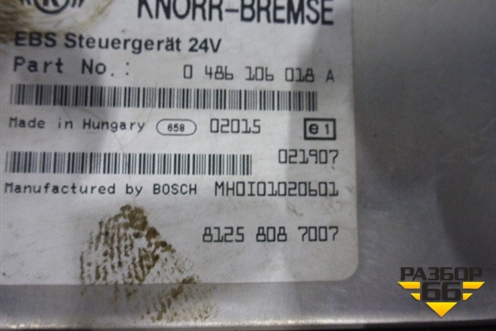 ((K)) KNORR-BREMSE
EBS Steuergerät 24V
Part No.: 0 486 106 018 A
Made in Hungary 658 02015 e1
021907
Manufactured by BOSCH MH0I01020601
8125 808 7007
РАЗБОР
66